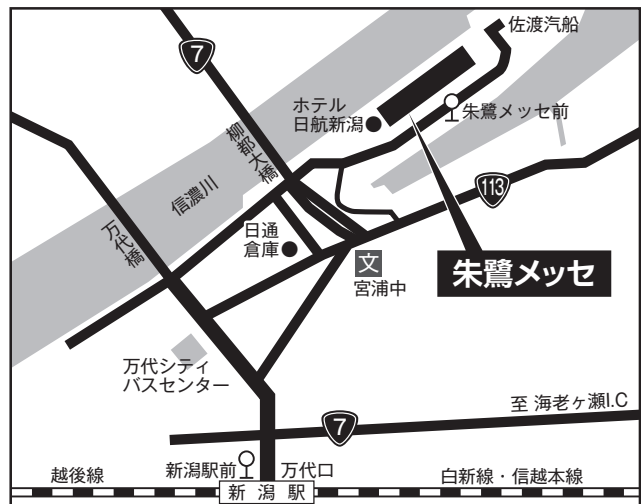 佐渡汽船
7
ホテル
日航新潟
朱鷺メッセ前
柳都大橋
信濃川
113
万代橋
日通
倉庫
文
宮浦中
朱鷺メッセ
万代シティ
バスセンター
至 海老ヶ瀬I.C
7
新潟駅前
万代口
越後線
新潟駅
白新線・信越本線